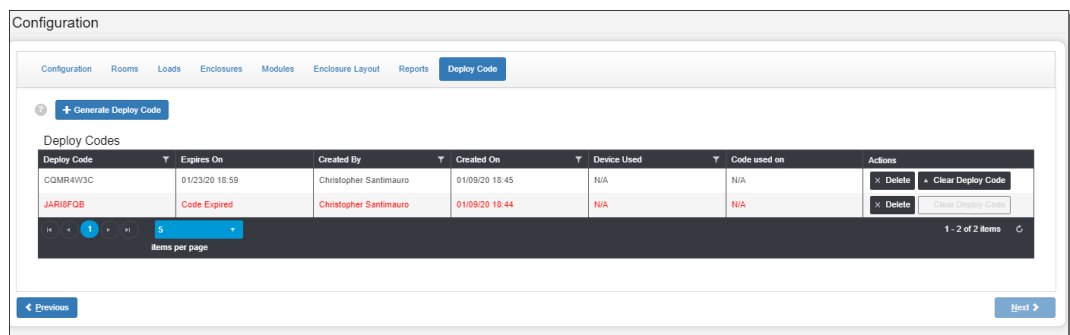 Configuration
Configuration Rooms Loads Enclosures Modules Enclosure Layout Reports Deploy Code
? + Generate Deploy Code
Deploy Codes
Deploy Code Expires On Created By Created On Device Used Code used on Actions
CQMR4W3C 01/23/20 18:59 Christopher Santimauro 01/09/20 18:45 N/A N/A × Delete Clear Deploy Code
JARI8FQB Code Expired Christopher Santimauro 01/09/20 18:44 N/A N/A × Delete Clear Deploy Code
1 5 1 - 2 of 2 items
items per page
Previous Next